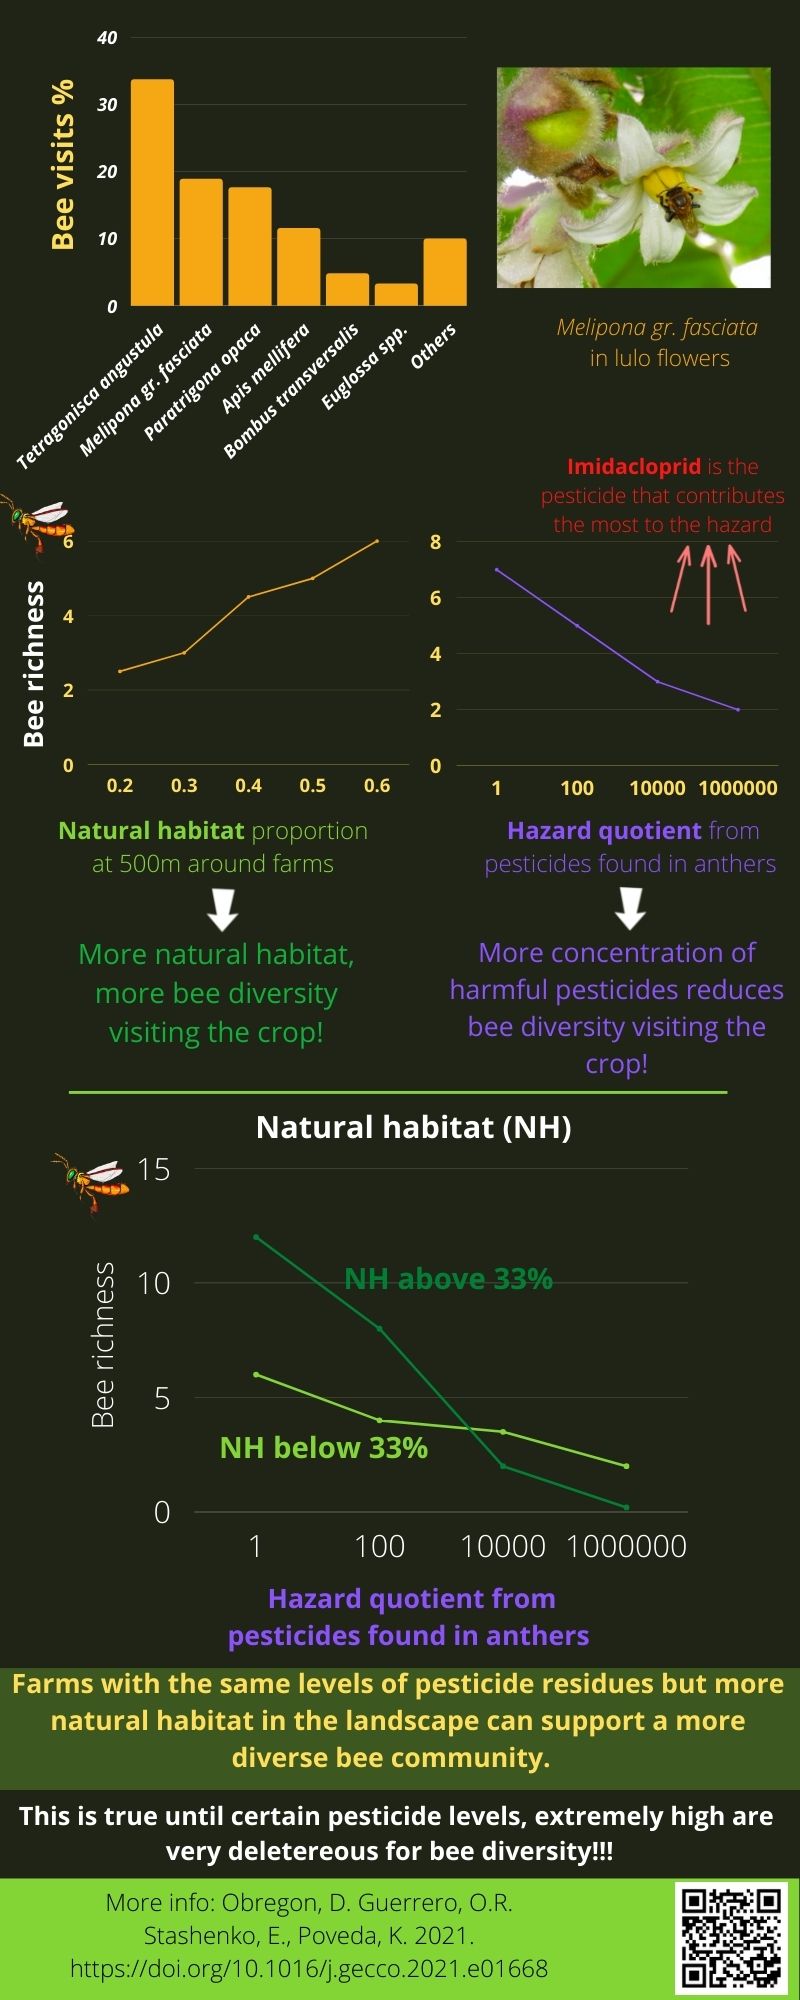 40
30
20
10
0
Bee visits %
Tetragonisca angustula
Melipona gr. fasciata
Paratrigona opaca
Apis mellifera
Bombus transversalis
Euglossa spp.
Others
Melipona gr. fasciata
in lulo flowers
Imidacloprid is the
pesticide that contributes
the most to the hazard
6
4
2
0
Bee richness
0.2 0.3 0.4 0.5 0.6
Natural habitat proportion
at 500m around farms
More natural habitat,
more bee diversity
visiting the crop!
8
6
4
2
0
1 100 10000 1000000
Hazard quotient from
pesticides found in anthers
More concentration of
harmful pesticides reduces
bee diversity visiting the
crop!
Natural habitat (NH)
15
10
5
0
Bee richness
NH above 33%
NH below 33%
1 100 10000 1000000
Hazard quotient from
pesticides found in anthers
Farms with the same levels of pesticide residues but more
natural habitat in the landscape can support a more
diverse bee community.
This is true until certain pesticide levels, extremely high are
very deletereous for bee diversity!!!
More info: Obregon, D. Guerrero, O.R.
Stashenko, E., Poveda, K. 2021.
https://doi.org/10.1016/j.gecco.2021.e01668